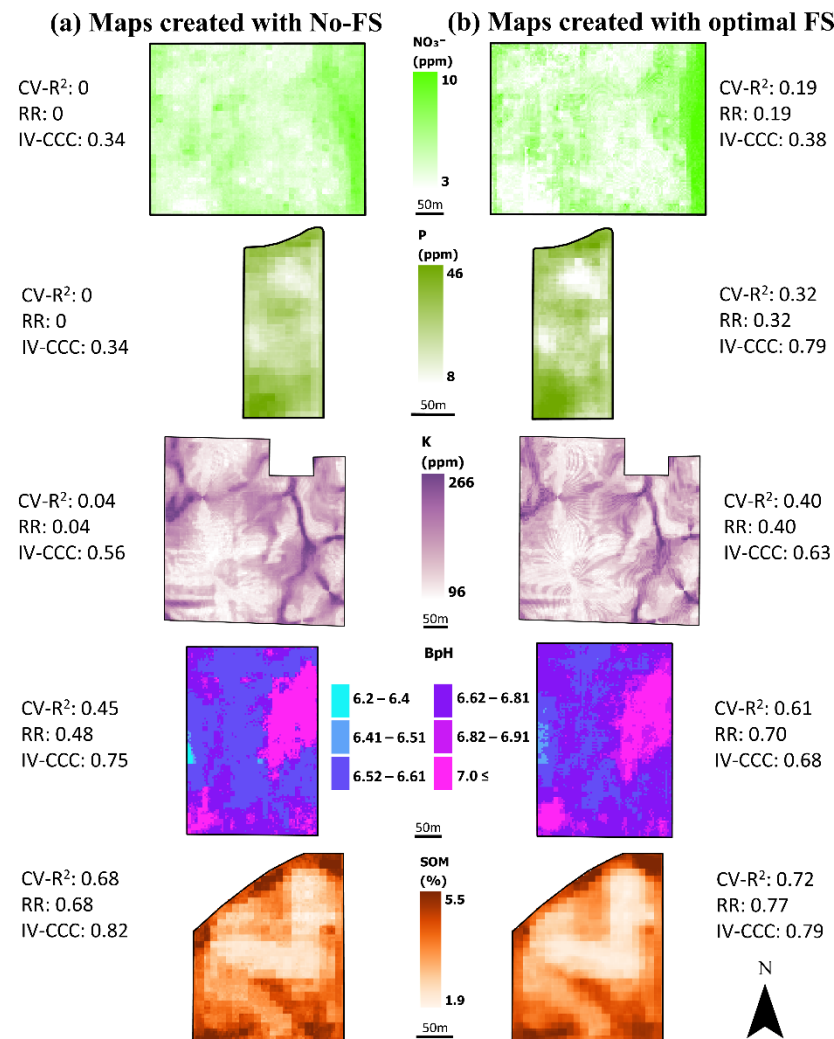 (a) Maps created with No-FS
(b) Maps created with optimal FS
CV-R²: 0
RR: 0
IV-CCC: 0.34
NO₃⁻
(ppm)
10
3
50m
CV-R²: 0.19
RR: 0.19
IV-CCC: 0.38
CV-R²: 0
RR: 0
IV-CCC: 0.34
P
(ppm)
46
8
50m
CV-R²: 0.32
RR: 0.32
IV-CCC: 0.79
CV-R²: 0.04
RR: 0.04
IV-CCC: 0.56
K
(ppm)
266
96
50m
CV-R²: 0.40
RR: 0.40
IV-CCC: 0.63
CV-R²: 0.45
RR: 0.48
IV-CCC: 0.75
BpH
6.2 – 6.4
6.41 – 6.51
6.52 – 6.61
6.62 – 6.81
6.82 – 6.91
7.0 ≤
50m
CV-R²: 0.61
RR: 0.70
IV-CCC: 0.68
CV-R²: 0.68
RR: 0.68
IV-CCC: 0.82
SOM
(%)
5.5
1.9
50m
CV-R²: 0.72
RR: 0.77
IV-CCC: 0.79
N